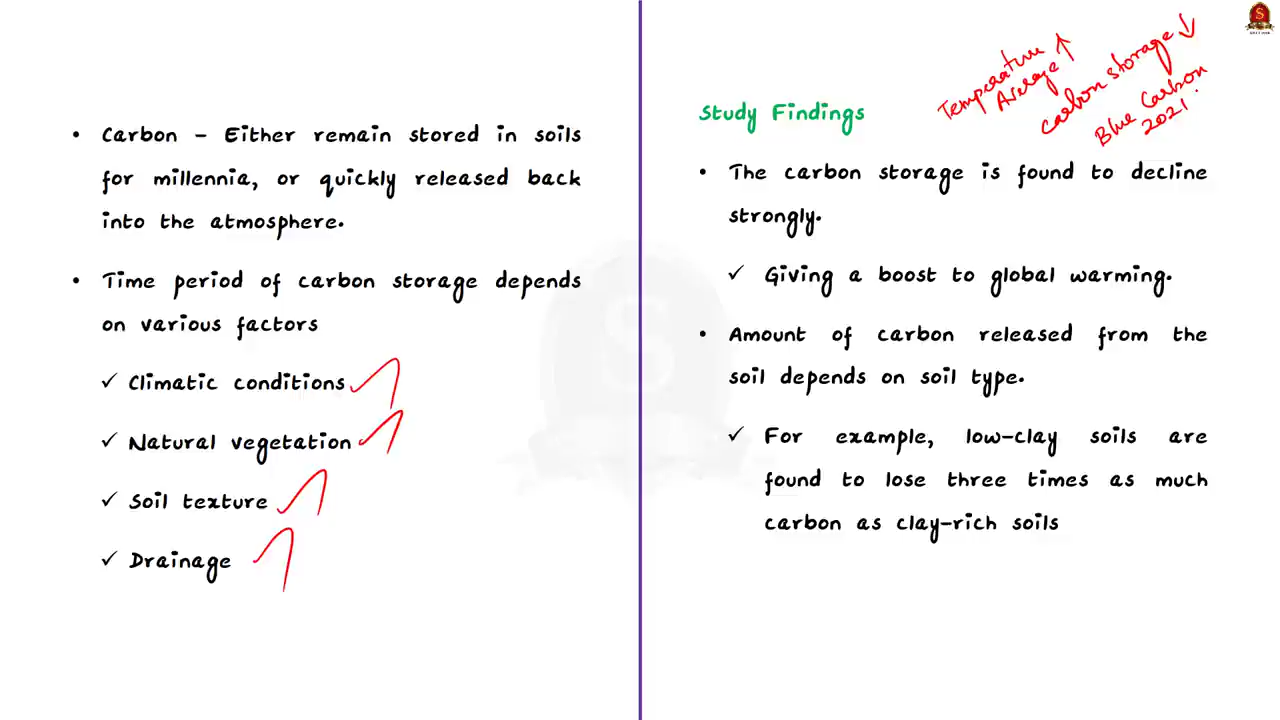 • Carbon – Either remain stored in soils
for millennia, or quickly released back
into the atmosphere.
• Time period of carbon storage depends
on various factors
✓ Climatic conditions
✓ Natural vegetation
✓ Soil texture
✓ Drainage
Temperature ↑
Average
Carbon storage ↓
Blue Carbon
2021.
Study Findings
• The carbon storage is found to decline
strongly.
✓ Giving a boost to global warming.
• Amount of carbon released from the
soil depends on soil type.
✓ For example, low-clay soils are
found to lose three times as much
carbon as clay-rich soils